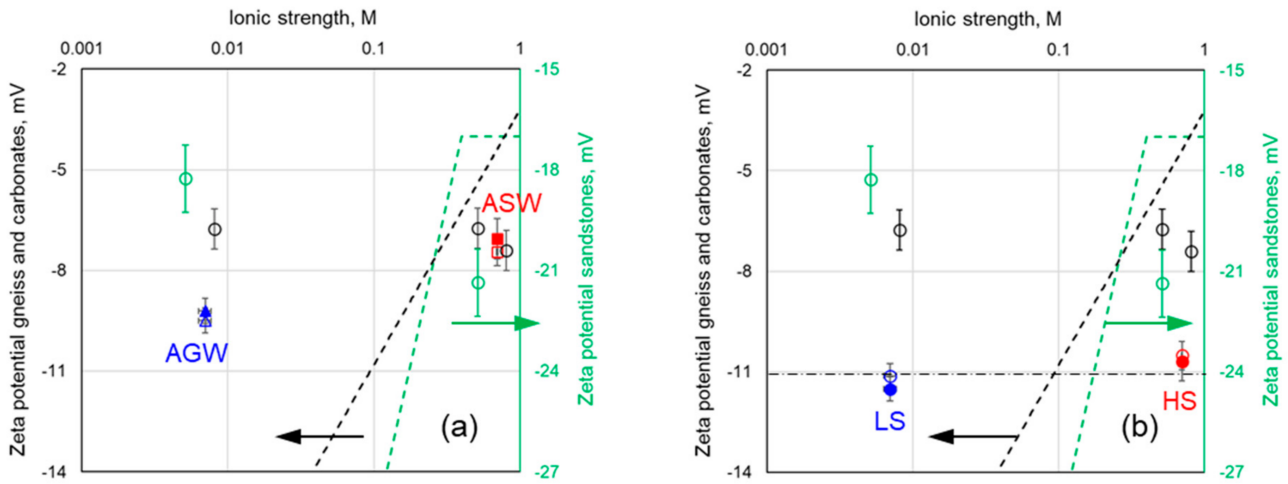 Ionic strength, M
0.001 0.01 0.1 1
-2
-5
-8
-11
-14
Zeta potential gneiss and carbonates, mV
ASW
AGW
(a)
-15
-18
-21
-24
-27
Zeta potential sandstones, mV
Ionic strength, M
0.001 0.01 0.1 1
-2
-5
-8
-11
-14
Zeta potential gneiss and carbonates, mV
LS
HS
(b)
-15
-18
-21
-24
-27
Zeta potential sandstones, mV